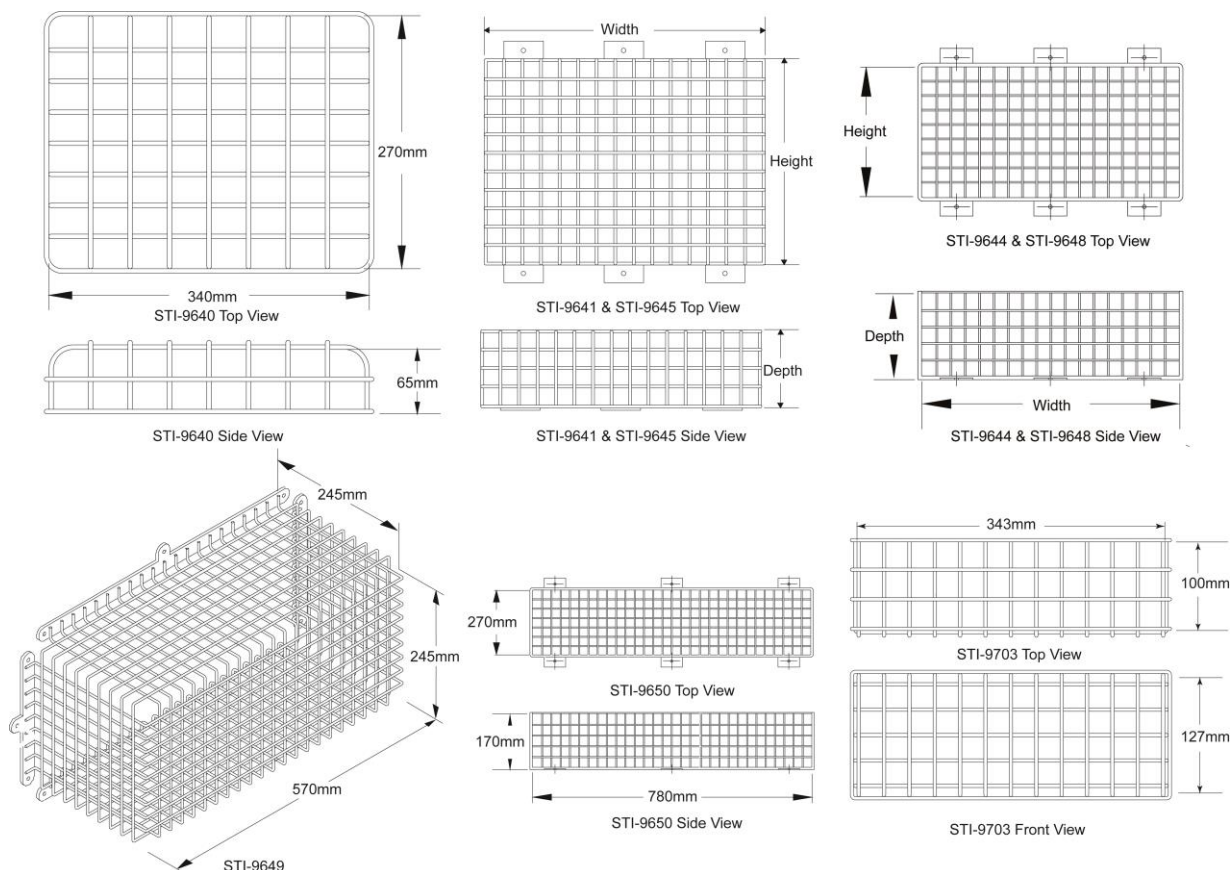 270mm
340mm
STI-9640 Top View
65mm
STI-9640 Side View
Width
Height
STI-9641 & STI-9645 Top View
Depth
STI-9641 & STI-9645 Side View
Height
STI-9644 & STI-9648 Top View
Depth
Width
STI-9644 & STI-9648 Side View
245mm
245mm
570mm
STI-9649
270mm
STI-9650 Top View
170mm
780mm
STI-9650 Side View
343mm
100mm
STI-9703 Top View
127mm
STI-9703 Front View